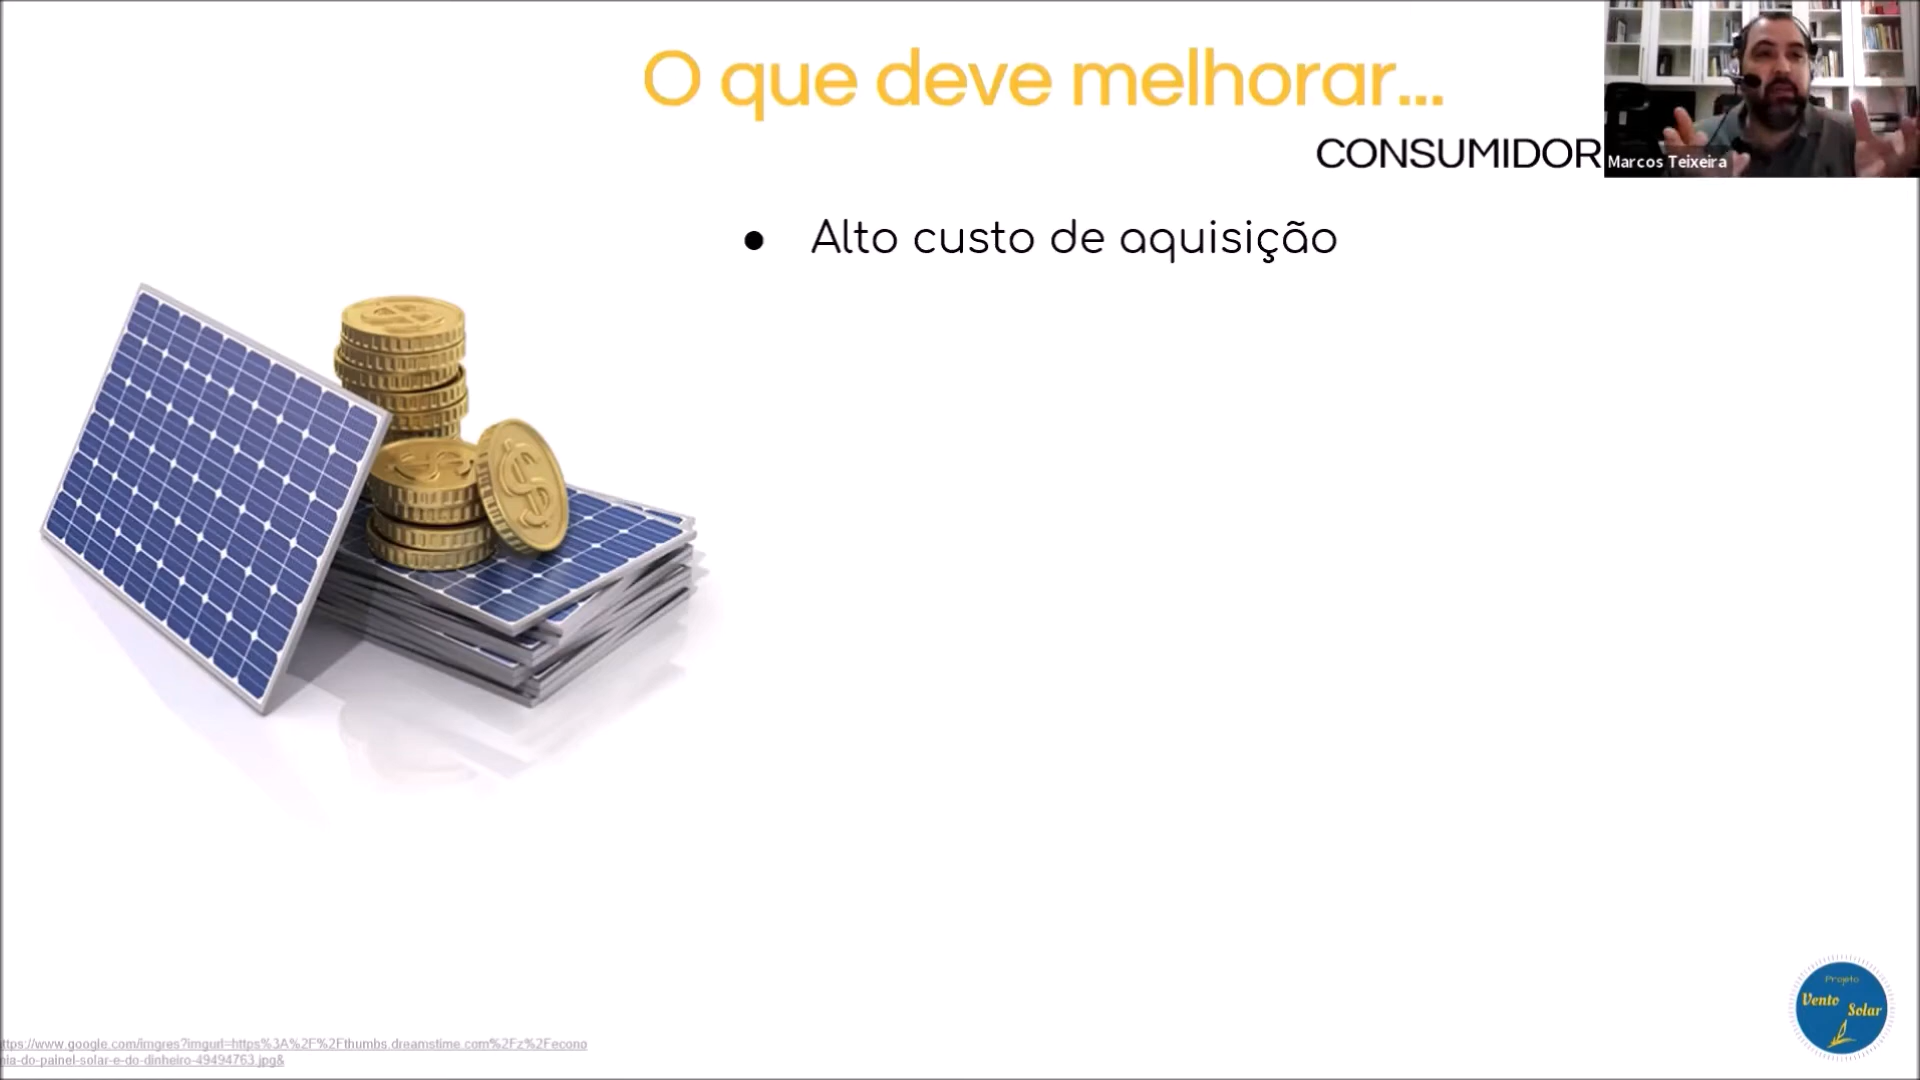 O que deve melhorar...
CONSUMIDOR
Marcos Teixeira
● Alto custo de aquisição
Projeto
Vento Solar
ttps://www.google.com/imgres?imgurl=https%3A%2F%2Fthumbs.dreamstime.com%2Fz%2Fecono
mia-do-painel-solar-e-do-dinheiro-49494763.jpg&